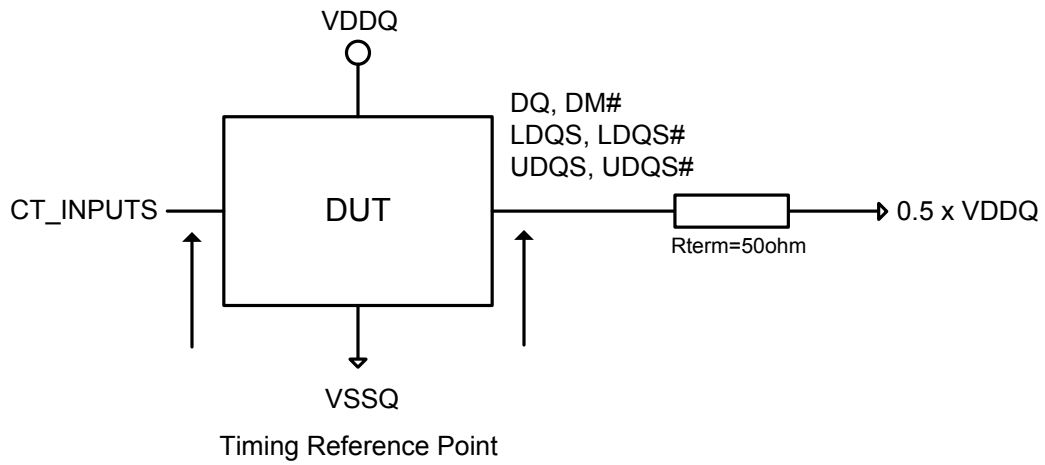 VDDQ
DQ, DM#
LDQS, LDQS#
UDQS, UDQS#
CT_INPUTS
DUT
0.5 x VDDQ
Rterm=50ohm
VSSQ
Timing Reference Point